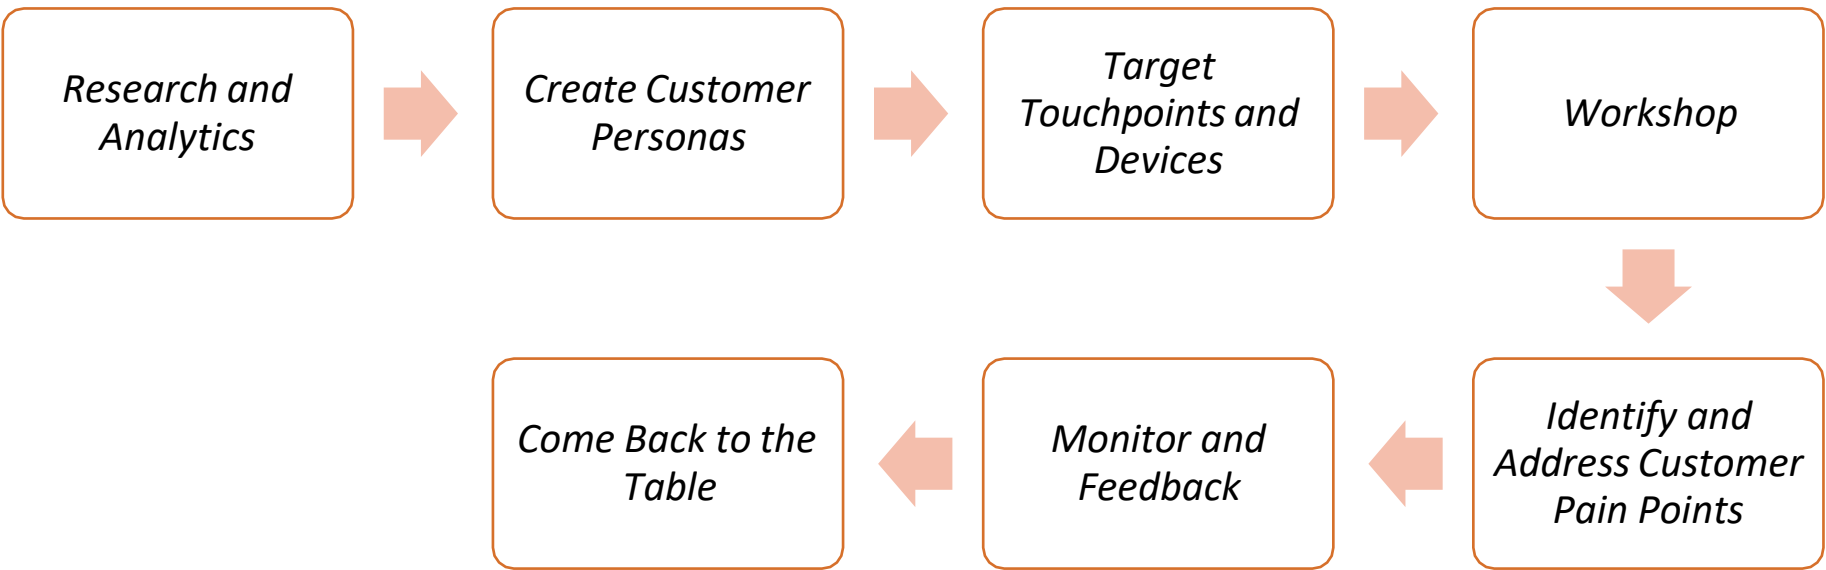 Research and
Analytics
Create Customer
Personas
Target
Touchpoints and
Devices
Workshop
Identify and
Address Customer
Pain Points
Monitor and
Feedback
Come Back to the
Table